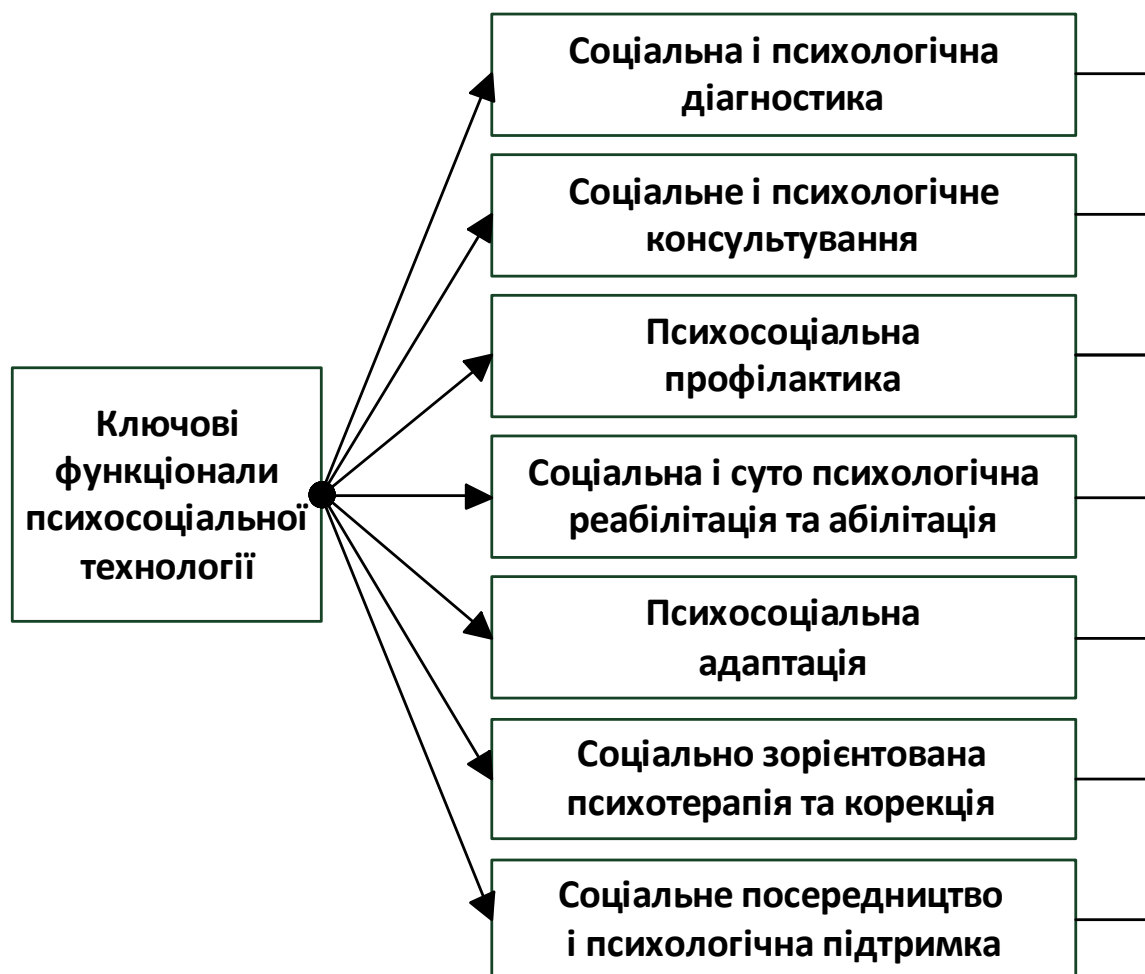 Ключові
функціонали
психосоціальної
технології
Соціальна і психологічна
діагностика
Соціальне і психологічне
консультування
Психосоціальна
профілактика
Соціальна і суто психологічна
реабілітація та абілітація
Психосоціальна
адаптація
Соціально зорієнтована
психотерапія та корекція
Соціальне посередництво
і психологічна підтримка